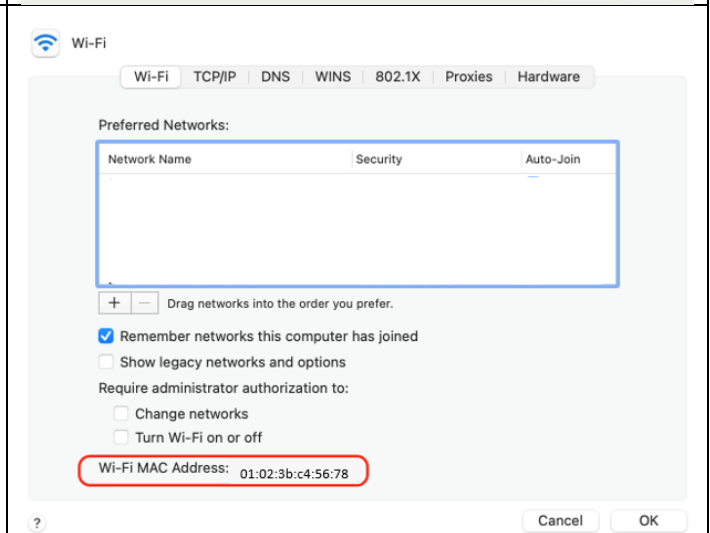 Wi-Fi
Wi-Fi TCP/IP DNS WINS 802.1X Proxies Hardware
Preferred Networks:
Network Name Security Auto-Join
+ − Drag networks into the order you prefer.
Remember networks this computer has joined
Show legacy networks and options
Require administrator authorization to:
Change networks
Turn Wi-Fi on or off
Wi-Fi MAC Address: 01:02:3b:c4:56:78
? Cancel OK